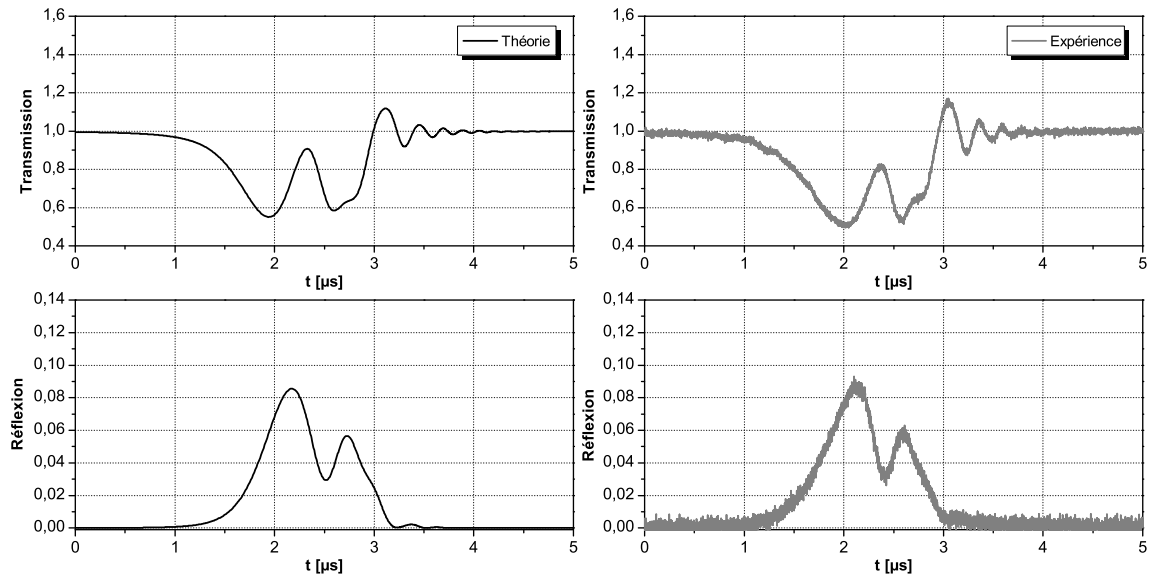 1,6
1,4
1,2
1,0
0,8
0,6
0,4
Transmission
Théorie
0 1 2 3 4 5
t [µs]
1,6
1,4
1,2
1,0
0,8
0,6
0,4
Transmission
Expérience
0 1 2 3 4 5
t [µs]
0,14
0,12
0,10
0,08
0,06
0,04
0,02
0,00
Réflexion
0 1 2 3 4 5
t [µs]
0,14
0,12
0,10
0,08
0,06
0,04
0,02
0,00
Réflexion
0 1 2 3 4 5
t [µs]